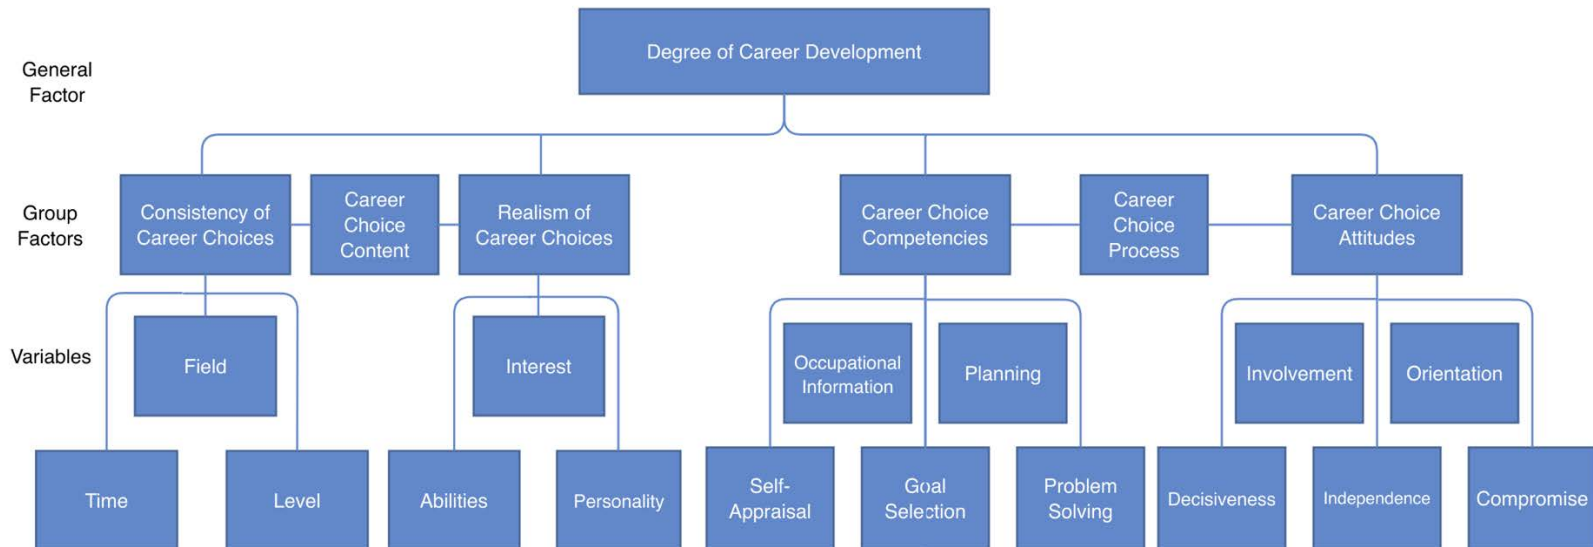 Degree of Career Development
General
Factor
Group
Factors
Consistency of
Career Choices
Career
Choice
Content
Realism of
Career Choices
Career Choice
Competencies
Career
Choice
Process
Career Choice
Attitudes
Variables
Field
Interest
Occupational
Information
Planning
Involvement
Orientation
Time
Level
Abilities
Personality
Self-
Appraisal
Goal
Selection
Problem
Solving
Decisiveness
Independence
Compromise